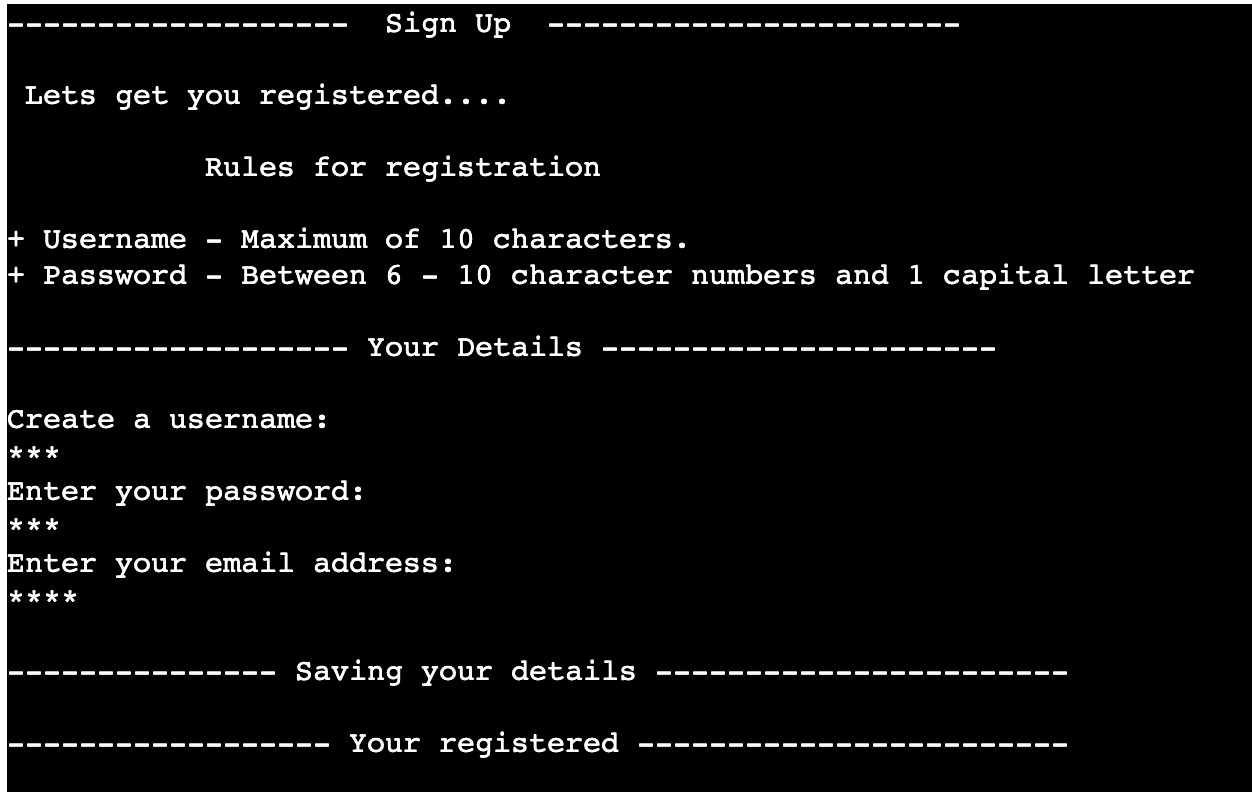 -------------------  Sign Up  -----------------------
Lets get you registered....
Rules for registration
+ Username - Maximum of 10 characters.
+ Password - Between 6 - 10 character numbers and 1 capital letter
------------------- Your Details ----------------------
Create a username:
***
Enter your password:
***
Enter your email address:
****
--------------- Saving your details -----------------------
------------------ Your registered ------------------------